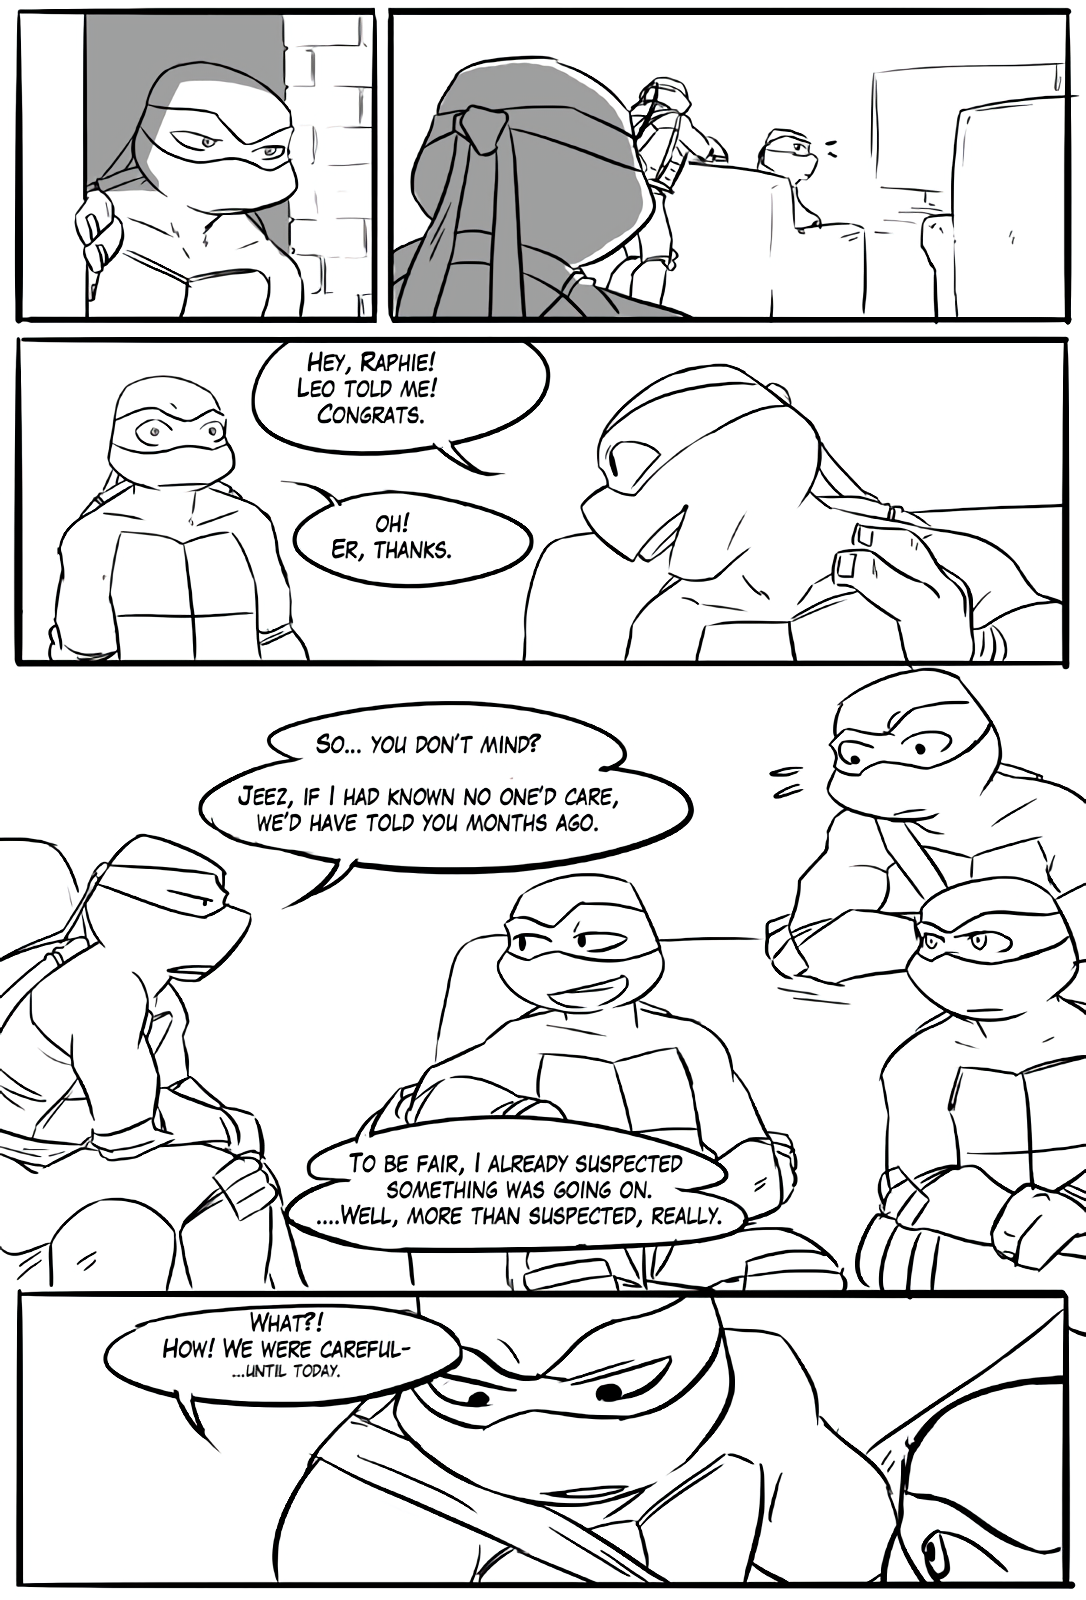 HEY, RAPHIE!
LEO TOLD ME!
CONGRATS.
OH!
ER, THANKS.
SO... YOU DON'T MIND?
JEEZ, IF I HAD KNOWN NO ONE'D CARE,
WE'D HAVE TOLD YOU MONTHS AGO.
TO BE FAIR, I ALREADY SUSPECTED
SOMETHING WAS GOING ON.
....WELL, MORE THAN SUSPECTED, REALLY.
WHAT?!
HOW! WE WERE CAREFUL-
...UNTIL TODAY.